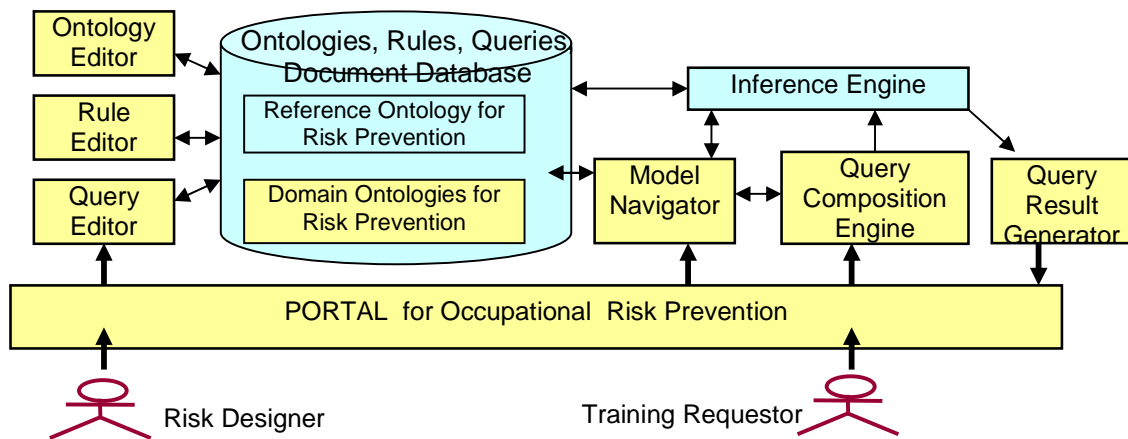 Ontology
Editor
Rule
Editor
Query
Editor
Ontologies, Rules, Queries
Document Database
Reference Ontology for
Risk Prevention
Domain Ontologies for
Risk Prevention
Inference Engine
Model
Navigator
Query
Composition
Engine
Query
Result
Generator
PORTAL for Occupational Risk Prevention
Risk Designer
Training Requestor